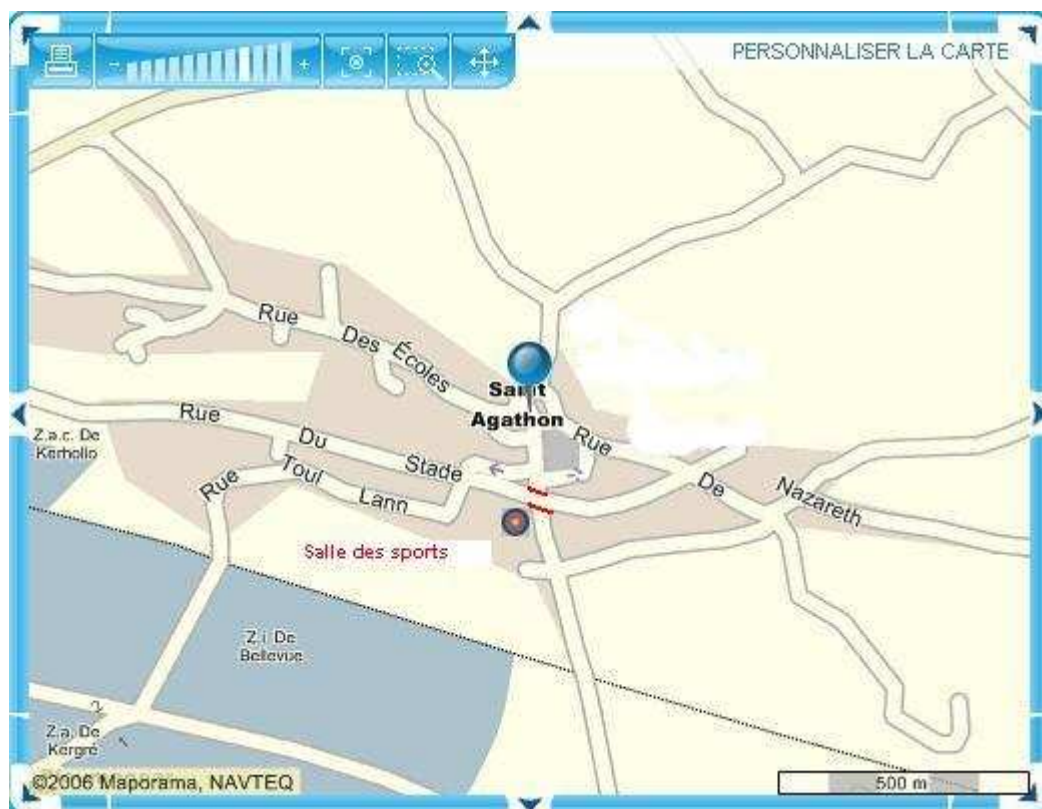 PERSONNALISER LA CARTE
Rue Des Écoles
Saint
Agathon
Rue Du Stade
Rue De Nazareth
Z.a.c. De
Kerhollo
Rue Toul Lann
Salle des sports
Z.i. De
Bellevue
Z.a. De
Kergré
©2006 Maporama, NAVTEQ
500 m